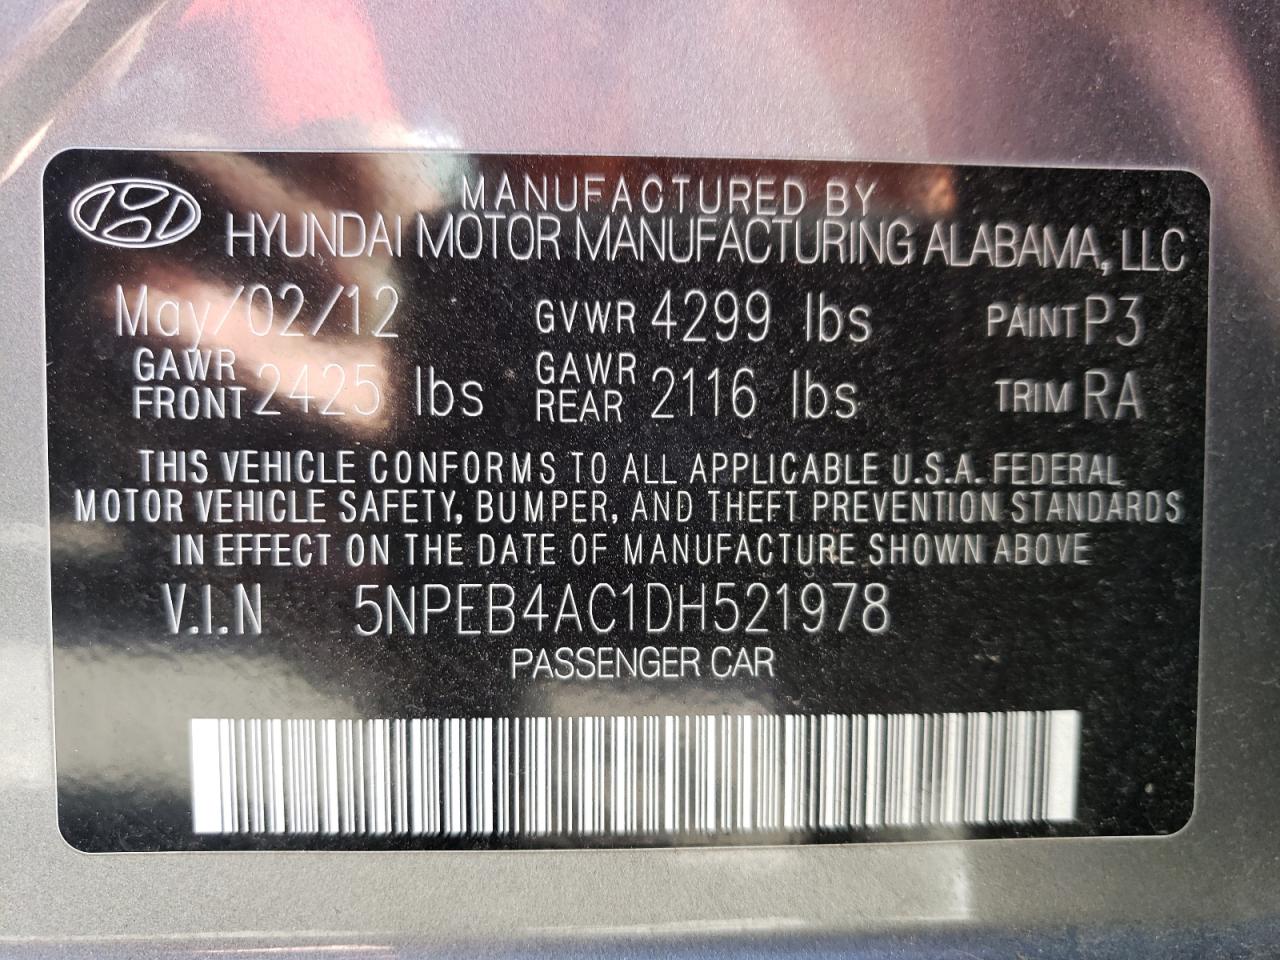 MANUFACTURED BY
HYUNDAI MOTOR MANUFACTURING ALABAMA, LLC
May/02/12 GVWR 4299 lbs PAINT P3
GAWR FRONT 2425 lbs GAWR REAR 2116 lbs TRIM RA
THIS VEHICLE CONFORMS TO ALL APPLICABLE U.S.A. FEDERAL
MOTOR VEHICLE SAFETY, BUMPER, AND THEFT PREVENTION STANDARDS
IN EFFECT ON THE DATE OF MANUFACTURE SHOWN ABOVE
V.I.N 5NPEB4AC1DH521978
PASSENGER CAR